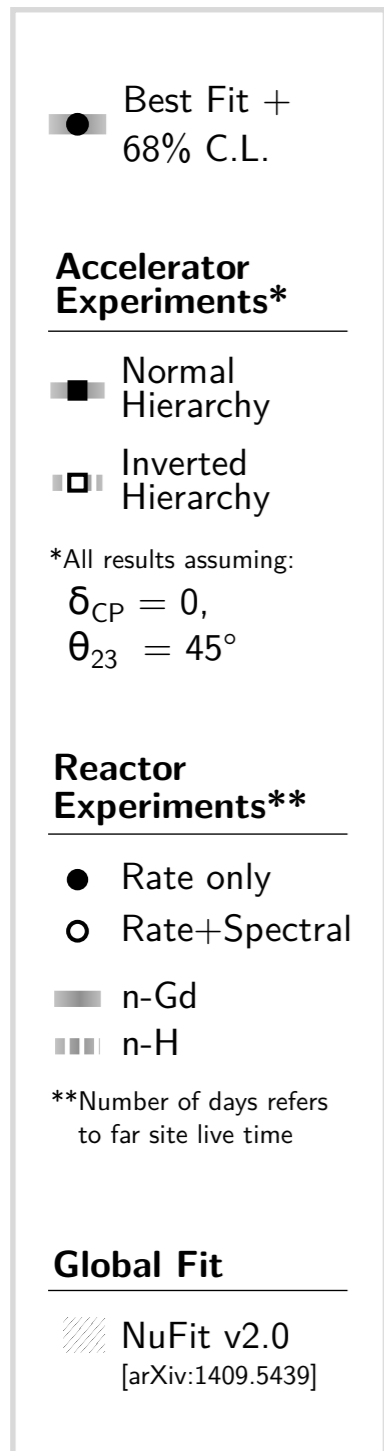 Best Fit +
68% C.L.
Accelerator
Experiments*
Normal
Hierarchy
Inverted
Hierarchy
*All results assuming:
δCP = 0,
θ23 = 45°
Reactor
Experiments**
Rate only
Rate+Spectral
n-Gd
n-H
**Number of days refers
to far site live time
Global Fit
NuFit v2.0
[arXiv:1409.5439]